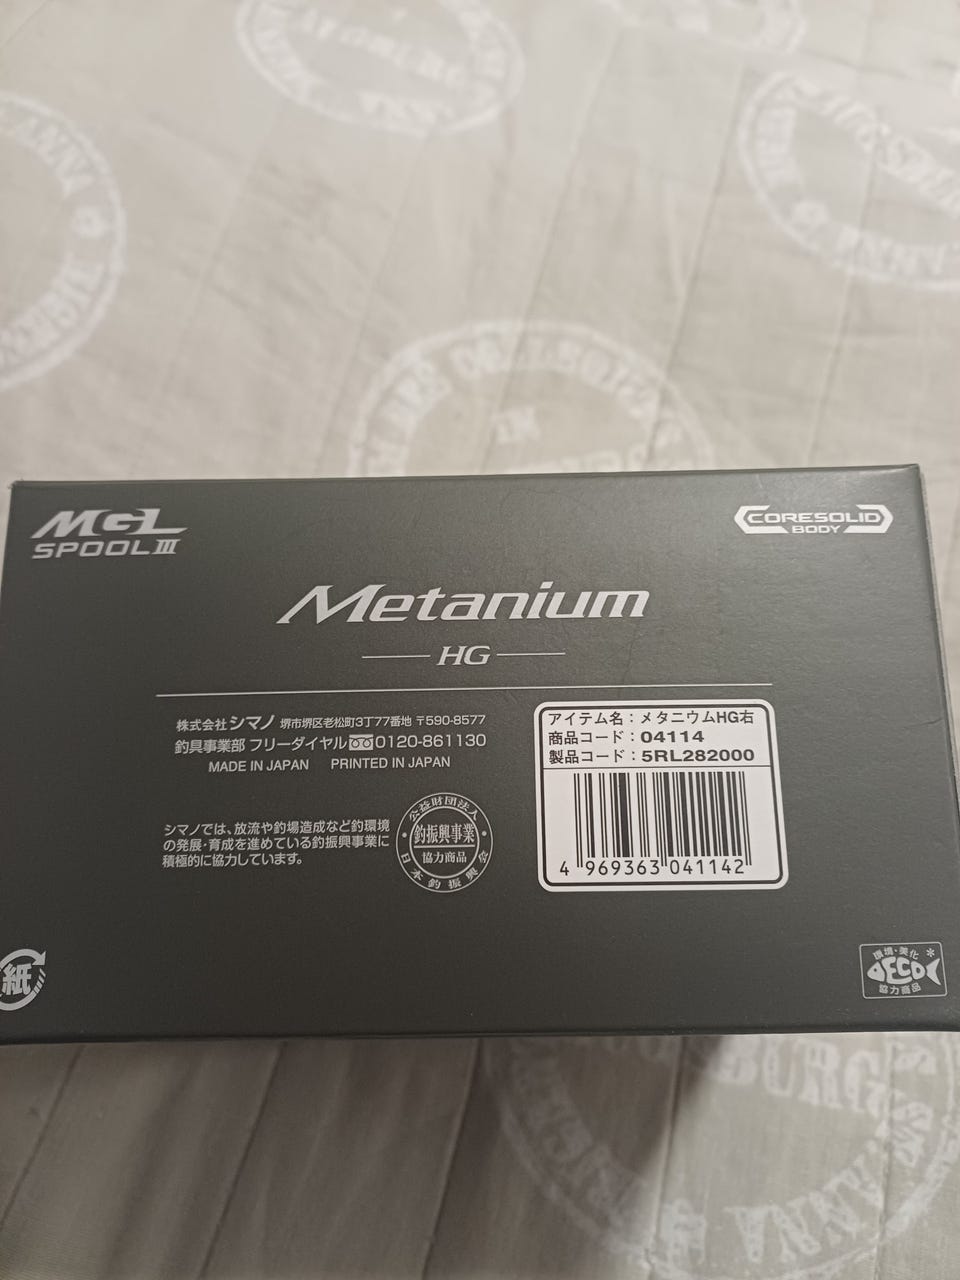 MGL
SPOOL III
CORESOLID
BODY
Metanium
HG
株式会社シマノ 堺市堺区老松町3丁77番地 〒590-8577
釣具事業部 フリーダイヤル 0120-861130
MADE IN JAPAN PRINTED IN JAPAN
シマノでは、放流や釣場造成など釣環境
の発展・育成を進めている釣振興事業に
積極的に協力しています。
公益財団法人
釣振興事業
協力商品
日本釣振興会
アイテム名：メタニウムHG右
商品コード：04114
製品コード：5RL282000
4 969363 041142
紙
環境・美化
ECO
協力商品